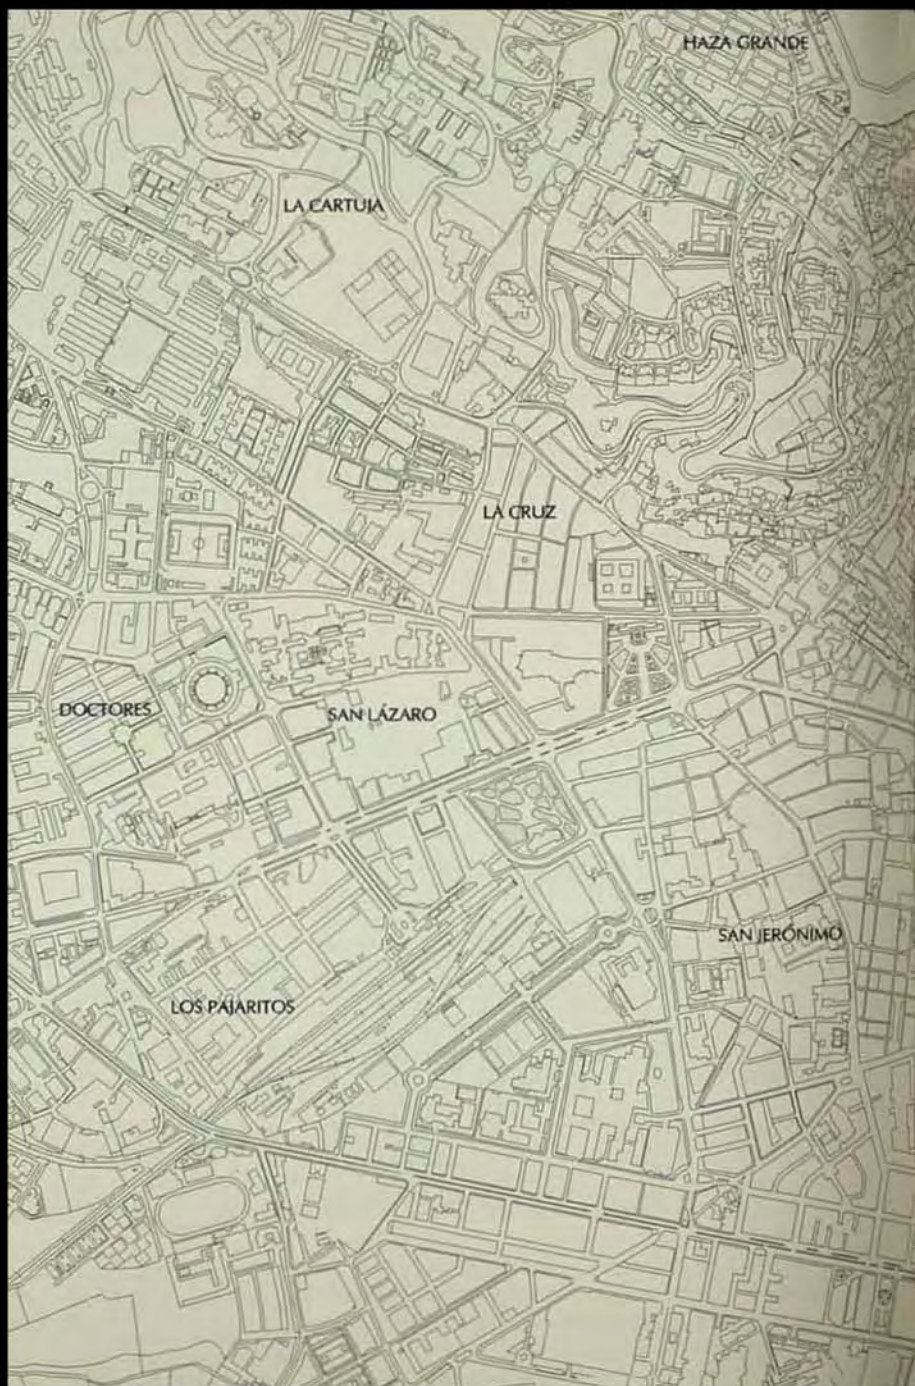 HAZA GRANDE
LA CARTUJA
LA CRUZ
DOCTORES
SAN LÁZARO
SAN JERÓNIMO
LOS PAJARITOS